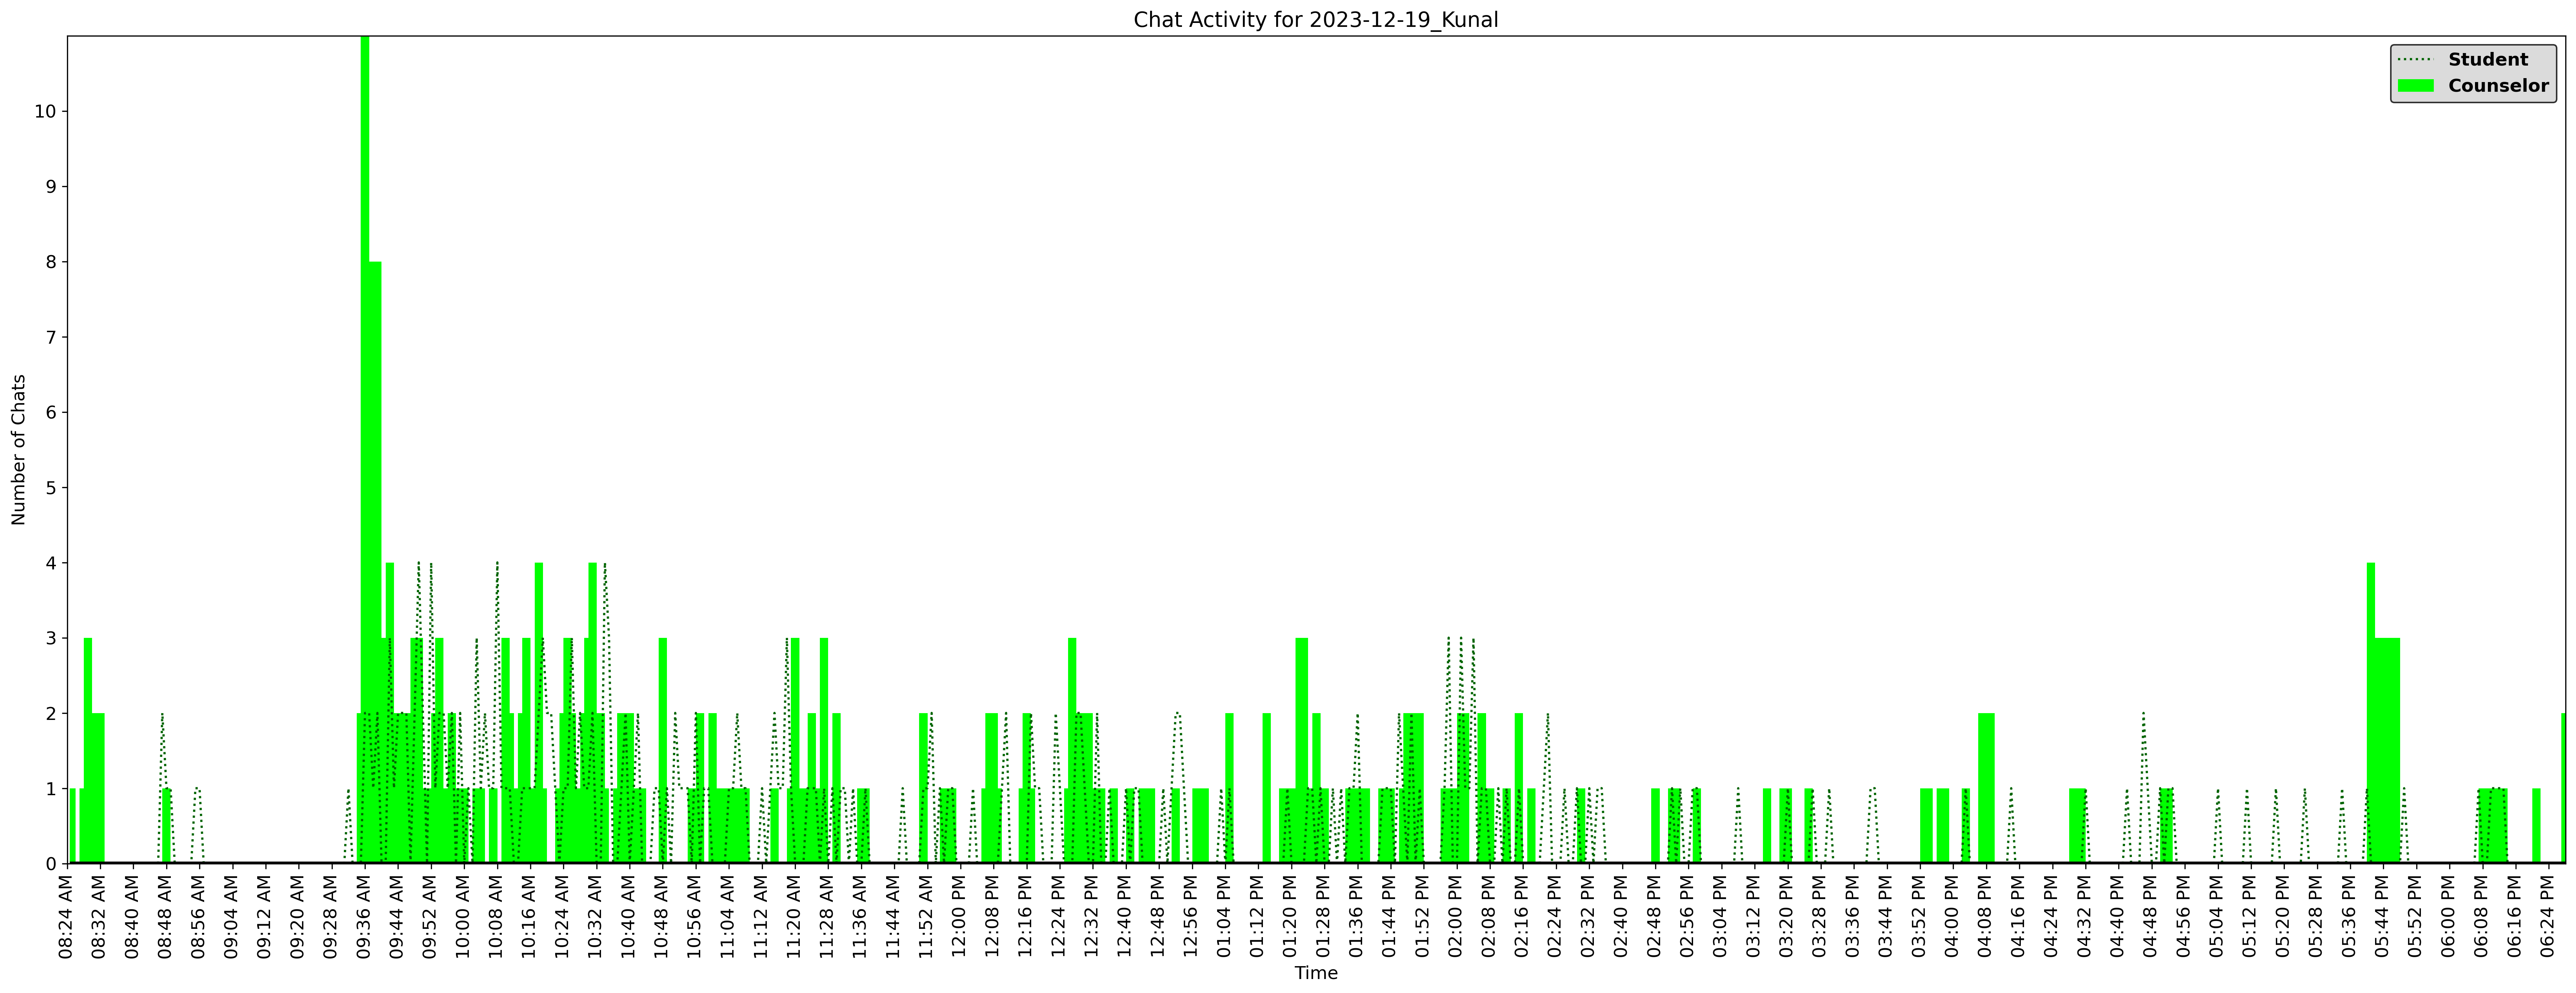 Chat Activity for 2023-12-19_Kunal
Student
Counselor
Number of Chats
10
9
8
7
6
5
4
3
2
1
0
08:24 AM
08:32 AM
08:40 AM
08:48 AM
08:56 AM
09:04 AM
09:12 AM
09:20 AM
09:28 AM
09:36 AM
09:44 AM
09:52 AM
10:00 AM
10:08 AM
10:16 AM
10:24 AM
10:32 AM
10:40 AM
10:48 AM
10:56 AM
11:04 AM
11:12 AM
11:20 AM
11:28 AM
11:36 AM
11:44 AM
11:52 AM
12:00 PM
12:08 PM
12:16 PM
12:24 PM
12:32 PM
12:40 PM
12:48 PM
12:56 PM
01:04 PM
01:12 PM
01:20 PM
01:28 PM
01:36 PM
01:44 PM
01:52 PM
02:00 PM
02:08 PM
02:16 PM
02:24 PM
02:32 PM
02:40 PM
02:48 PM
02:56 PM
03:04 PM
03:12 PM
03:20 PM
03:28 PM
03:36 PM
03:44 PM
03:52 PM
04:00 PM
04:08 PM
04:16 PM
04:24 PM
04:32 PM
04:40 PM
04:48 PM
04:56 PM
05:04 PM
05:12 PM
05:20 PM
05:28 PM
05:36 PM
05:44 PM
05:52 PM
06:00 PM
06:08 PM
06:16 PM
06:24 PM
Time